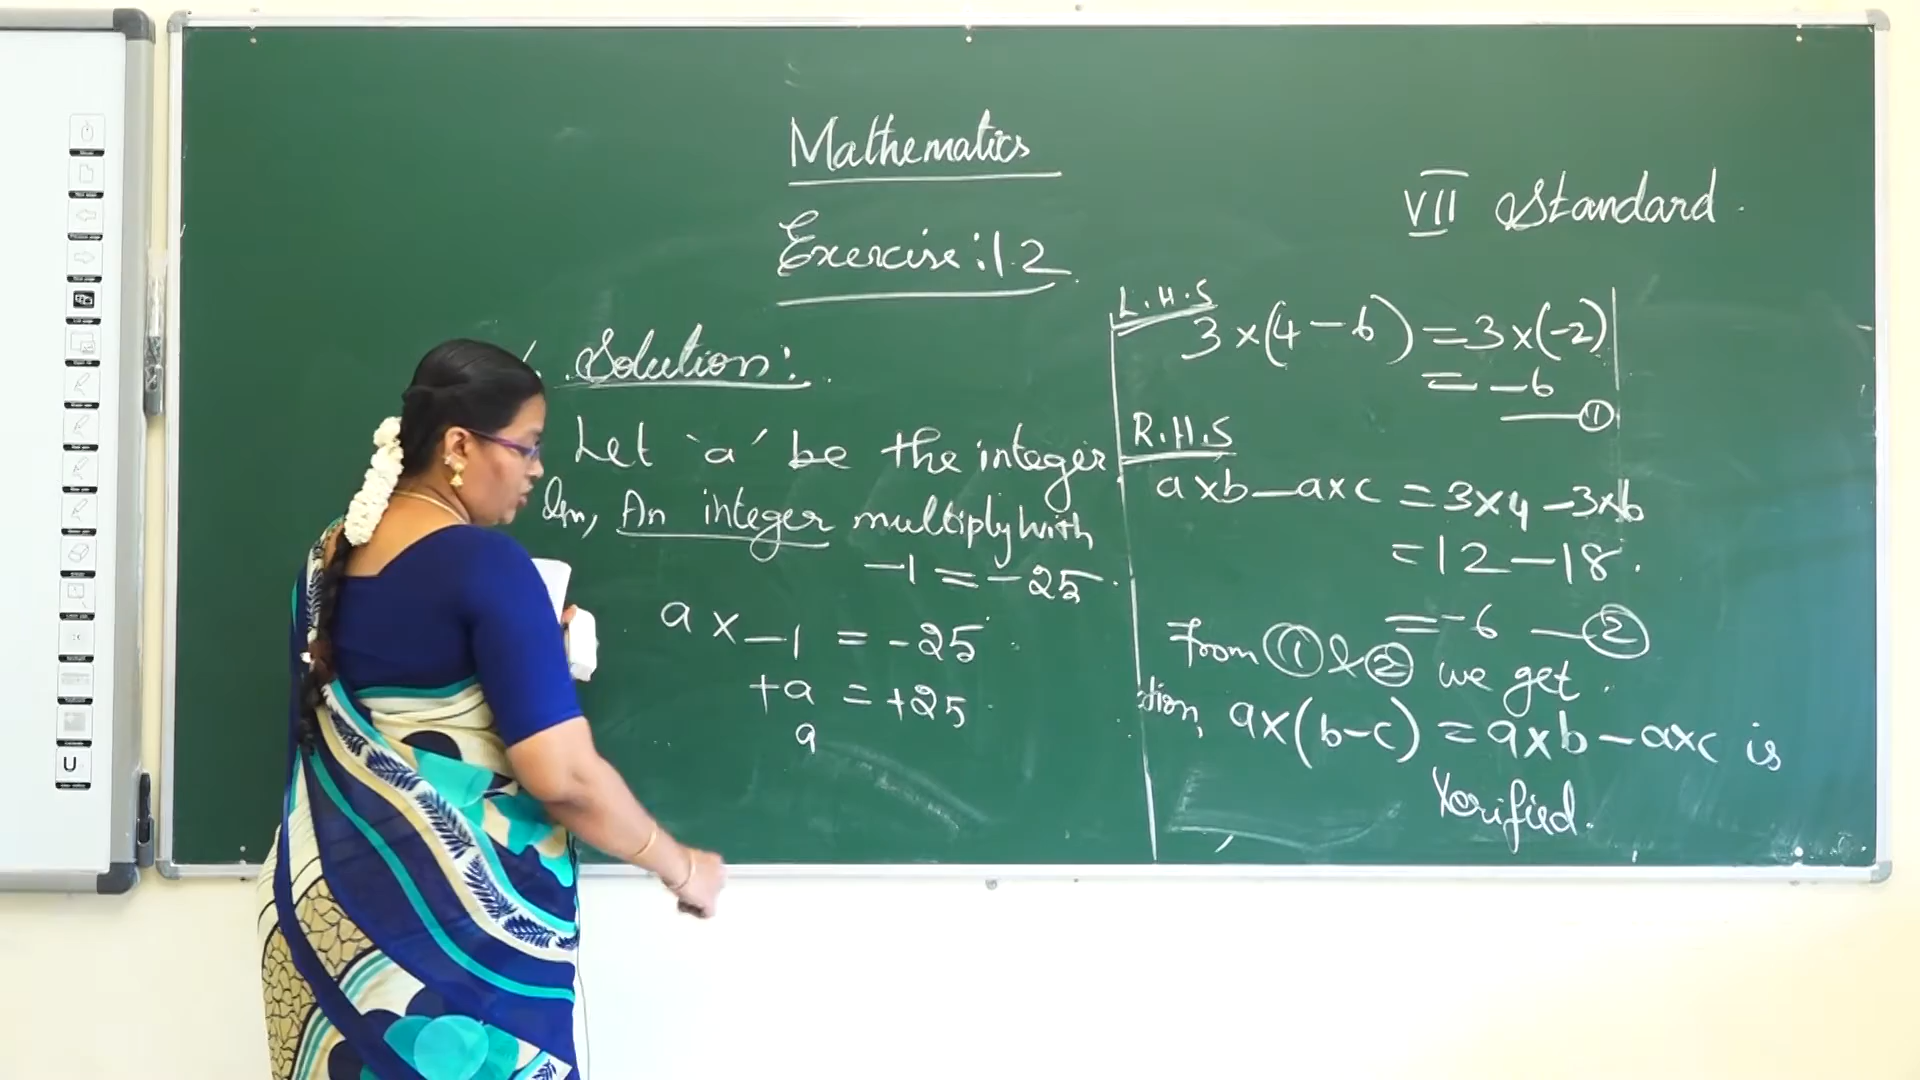 Mathematics
Exercise: 1.2
VII Standard.
Solution:
Let 'a' be the integer
An integer multiply with
-1 = -25.
a x -1 = -25
+a = +25
a
L.H.S
3 x (4 - 6) = 3 x (-2)
= -6
①
R.H.S
a x b - a x c = 3 x 4 - 3 x 6
= 12 - 18.
= -6 — ②
From ① & ② we get
a x (b - c) = a x b - a x c is
Verified.